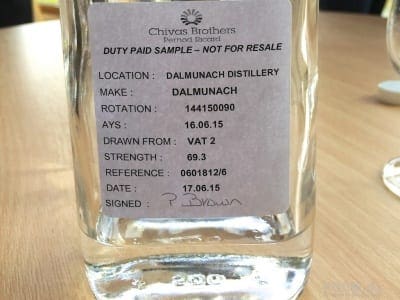 Chivas Brothers
Pernod Ricard
DUTY PAID SAMPLE – NOT FOR RESALE
LOCATION : DALMUNACH DISTILLERY
MAKE : DALMUNACH
ROTATION : 144150090
AYS : 16.06.15
DRAWN FROM : VAT 2
STRENGTH : 69.3
REFERENCE : 0601812/6
DATE : 17.06.15
SIGNED : P Brown